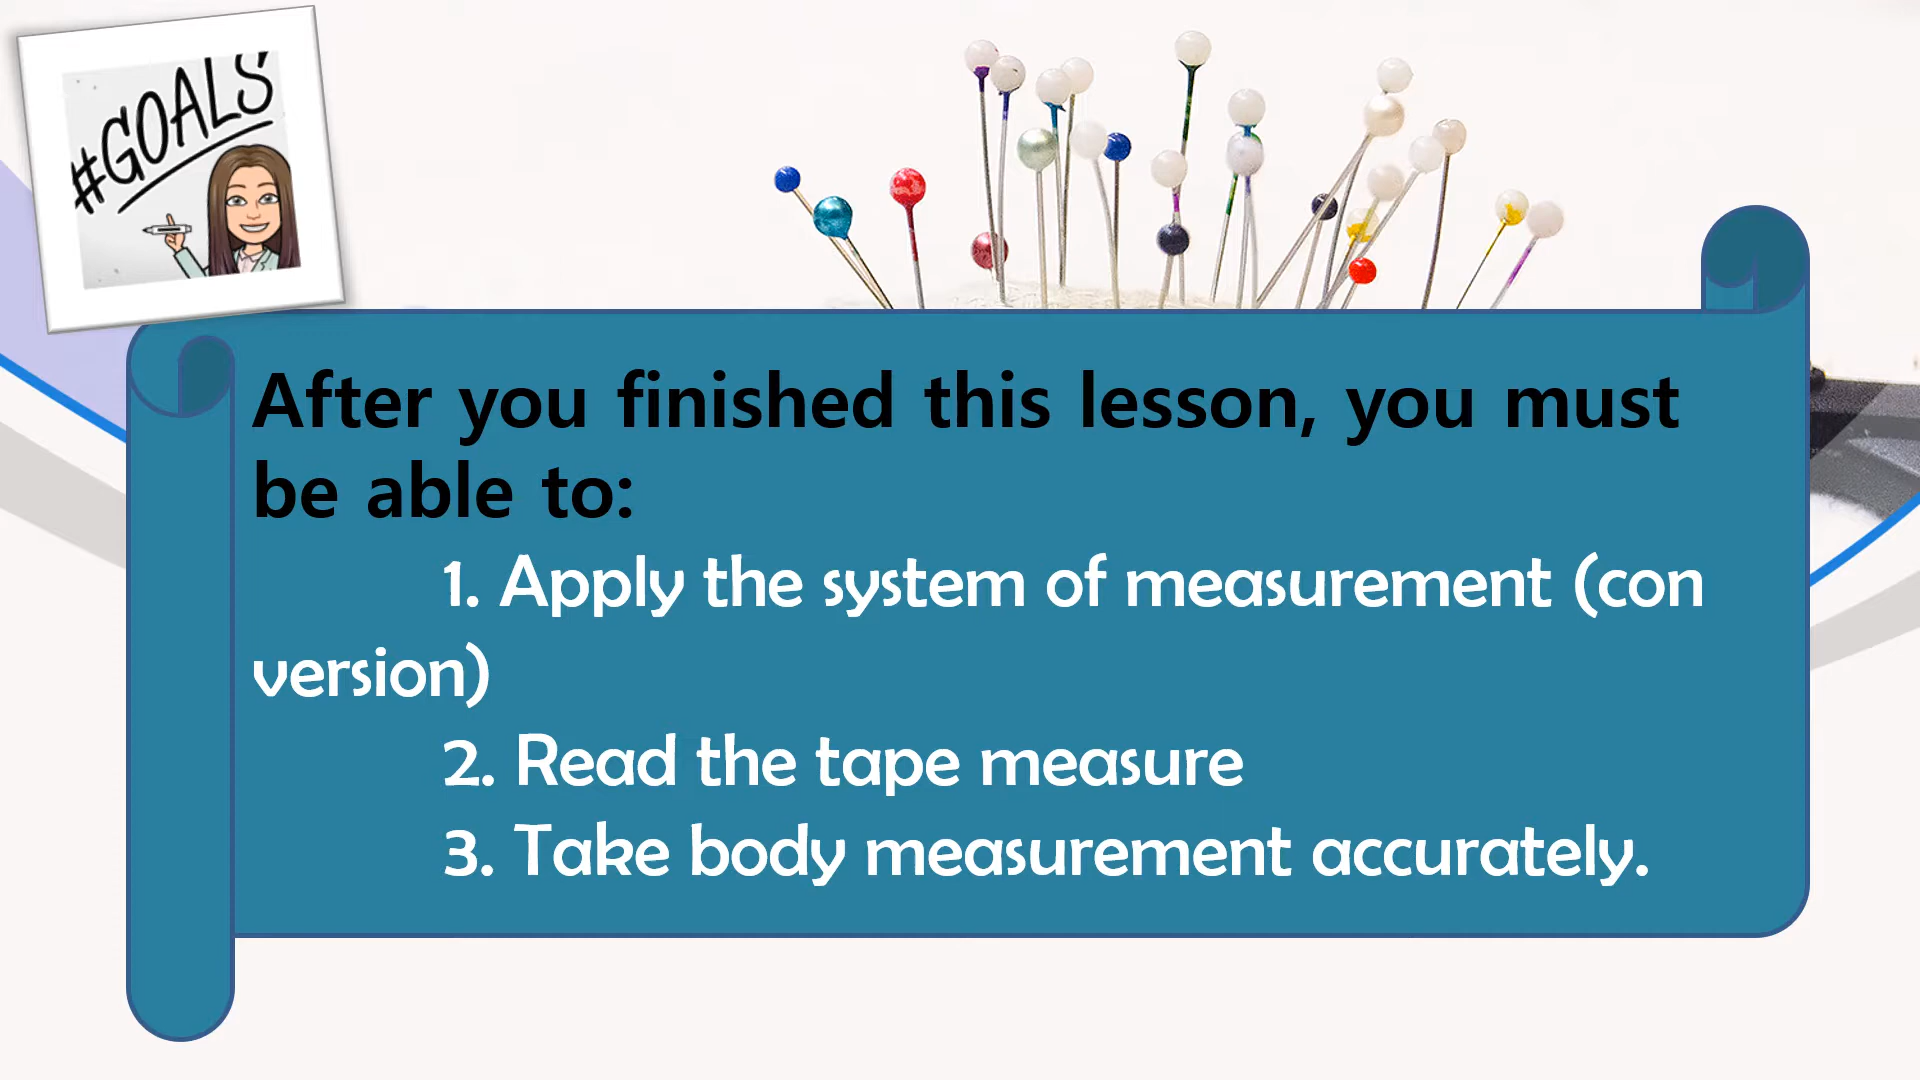 #GOALS
After you finished this lesson, you must
be able to:
1. Apply the system of measurement (con
version)
2. Read the tape measure
3. Take body measurement accurately.